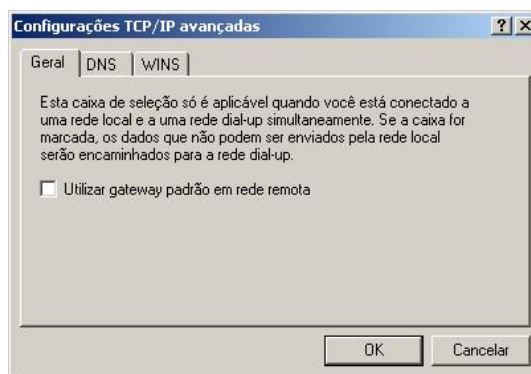 Configurações TCP/IP avançadas
Geral DNS WINS
Esta caixa de seleção só é aplicável quando você está conectado a
uma rede local e a uma rede dial-up simultaneamente. Se a caixa for
marcada, os dados que não podem ser enviados pela rede local
serão encaminhados para a rede dial-up.
Utilizar gateway padrão em rede remota
OK Cancelar